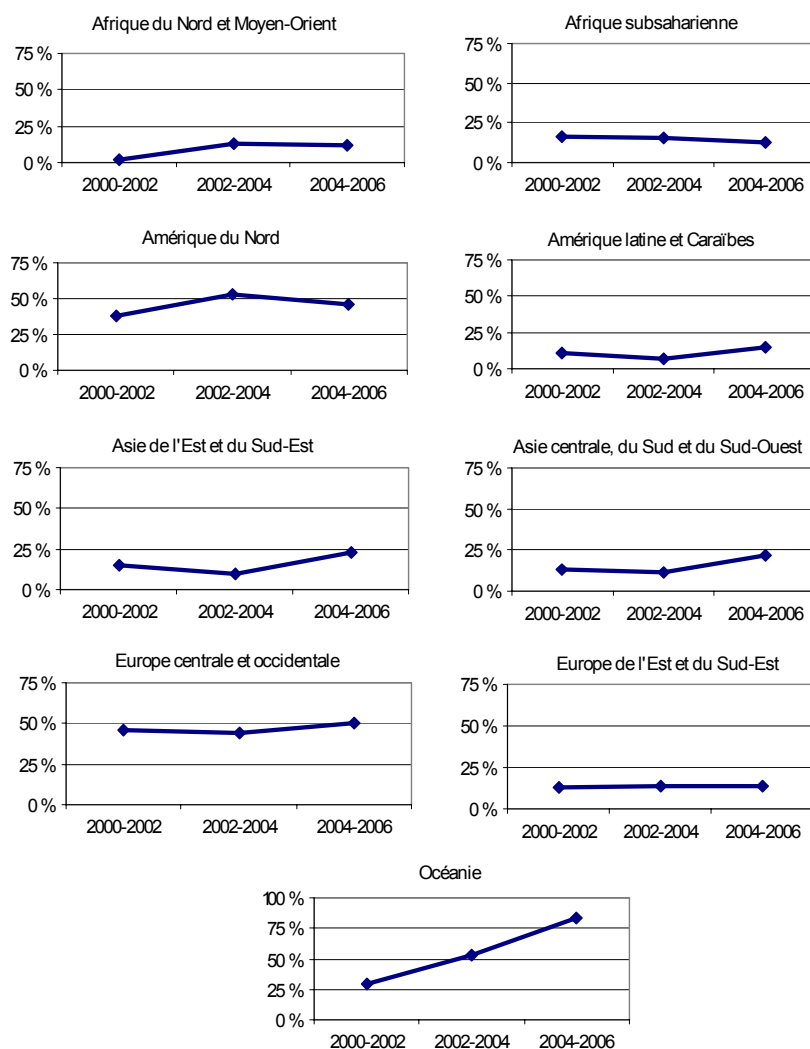 Afrique du Nord et Moyen-Orient
75 %
50 %
25 %
0 %
2000-2002 2002-2004 2004-2006
Afrique subsaharienne
75 %
50 %
25 %
0 %
2000-2002 2002-2004 2004-2006
Amérique du Nord
75 %
50 %
25 %
0 %
2000-2002 2002-2004 2004-2006
Amérique latine et Caraïbes
75 %
50 %
25 %
0 %
2000-2002 2002-2004 2004-2006
Asie de l'Est et du Sud-Est
75 %
50 %
25 %
0 %
2000-2002 2002-2004 2004-2006
Asie centrale, du Sud et du Sud-Ouest
75 %
50 %
25 %
0 %
2000-2002 2002-2004 2004-2006
Europe centrale et occidentale
75 %
50 %
25 %
0 %
2000-2002 2002-2004 2004-2006
Europe de l'Est et du Sud-Est
75 %
50 %
25 %
0 %
2000-2002 2002-2004 2004-2006
Océanie
100 %
75 %
50 %
25 %
0 %
2000-2002 2002-2004 2004-2006